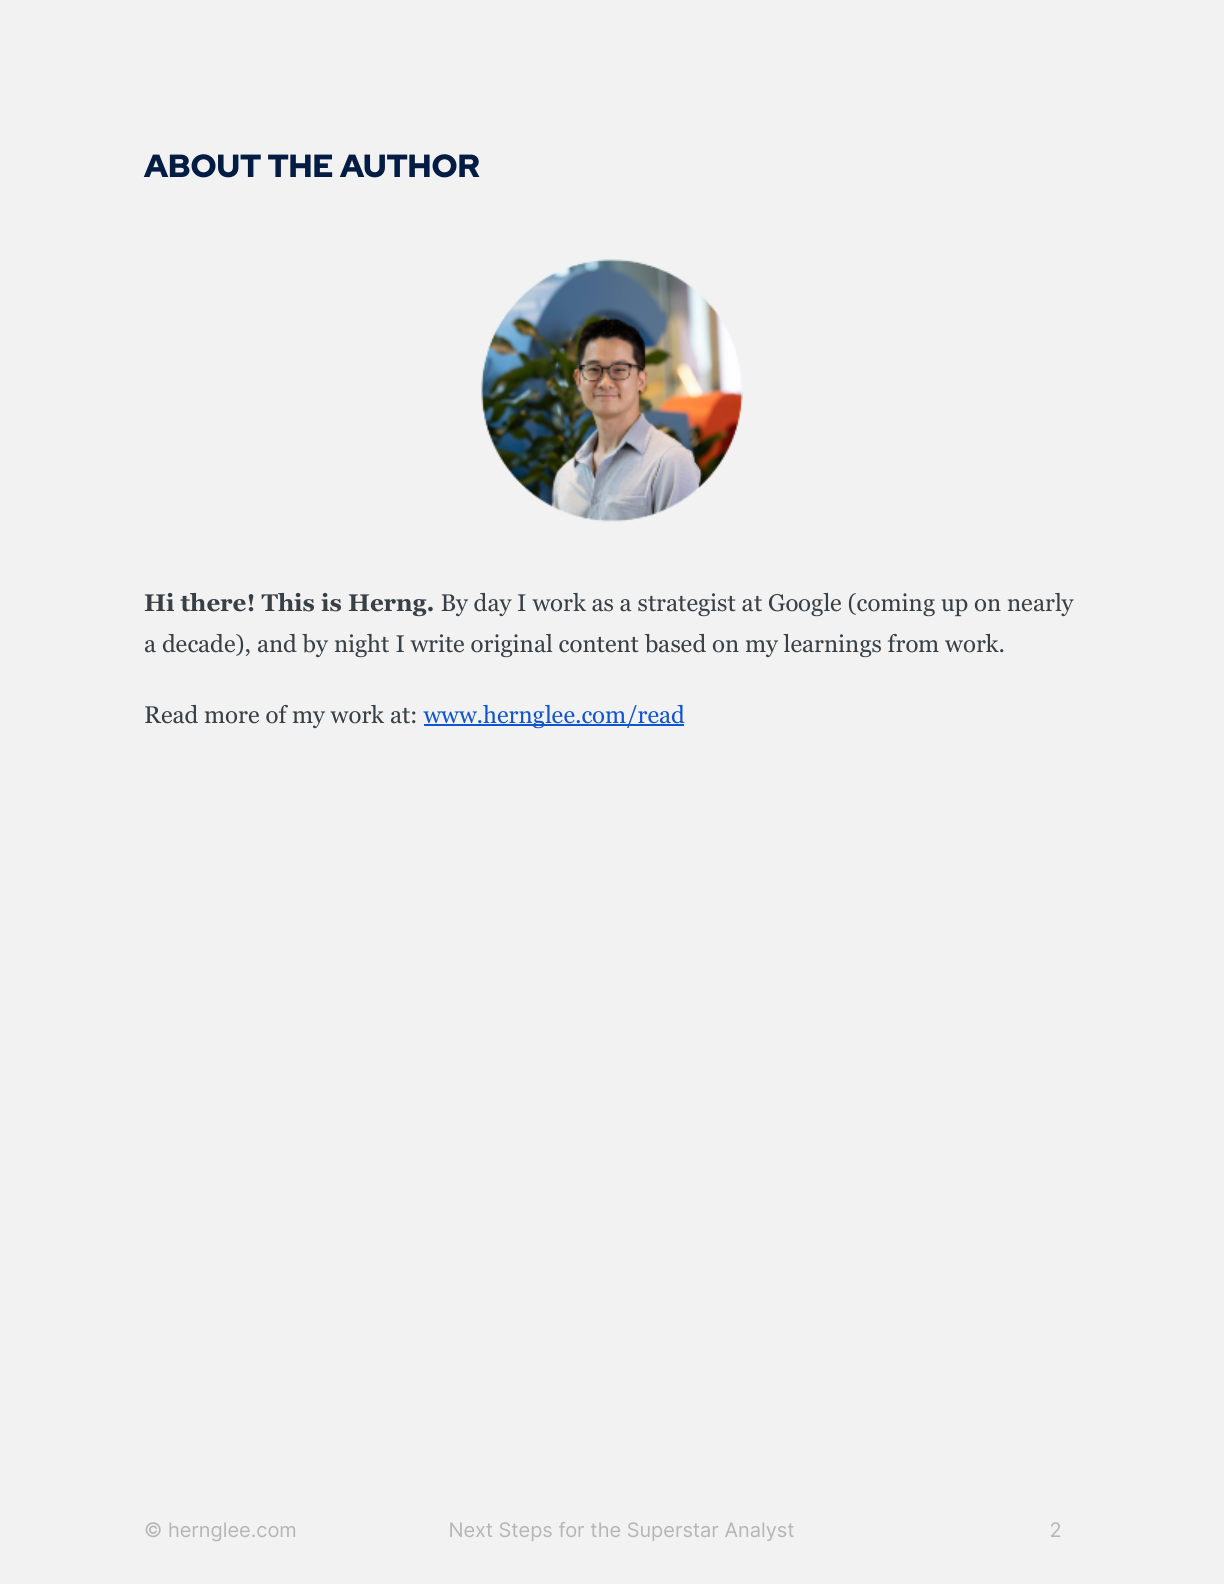 ABOUT THE AUTHOR
Hi there! This is Herng. By day I work as a strategist at Google (coming up on nearly
a decade), and by night I write original content based on my learnings from work.
Read more of my work at: www.hernglee.com/read
© hernglee.com Next Steps for the Superstar Analyst 2